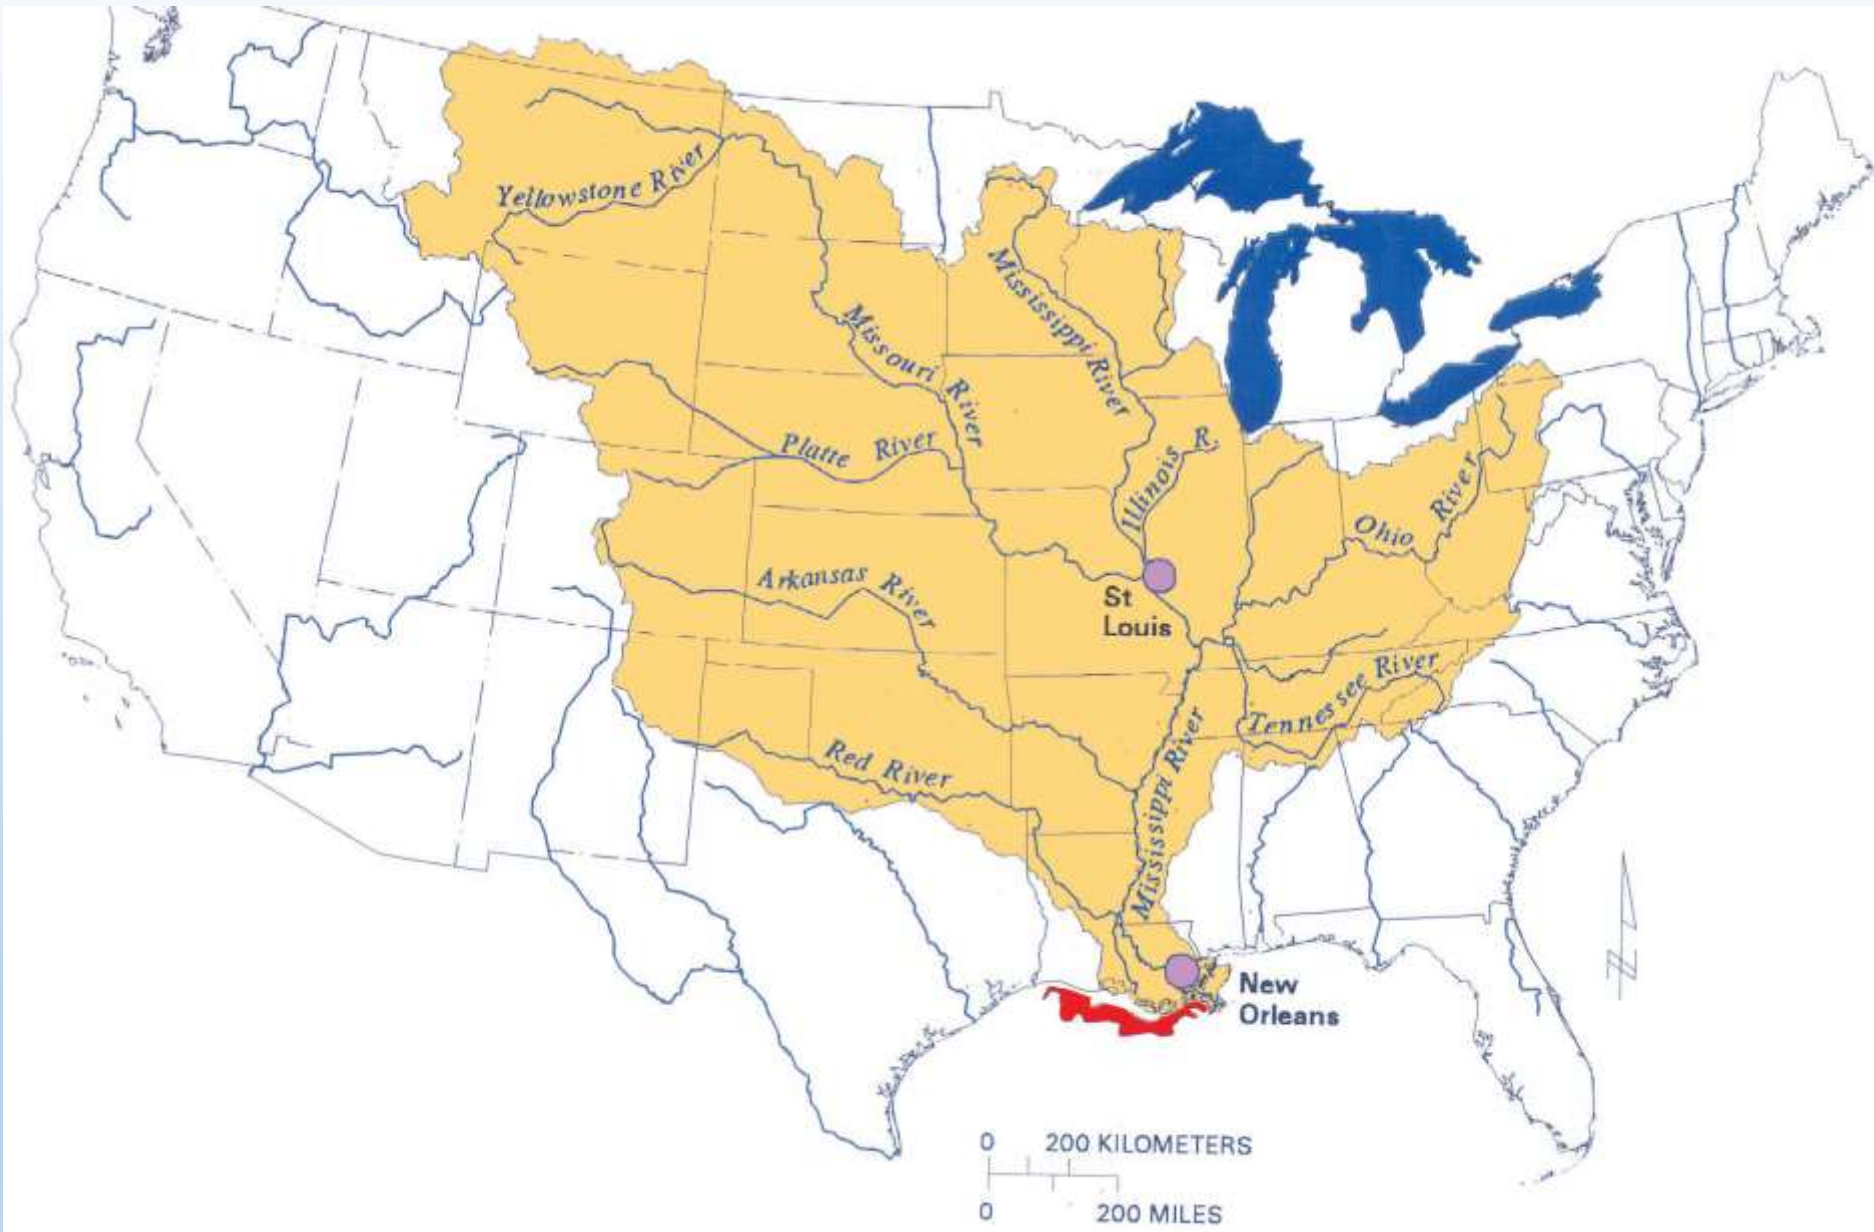 Yellowstone River
Mississippi River
Missouri River
Platte River
Illinois R.
Ohio River
Arkansas River
St
Louis
Tennessee River
Red River
Mississippi River
New
Orleans
0 200 KILOMETERS
0 200 MILES